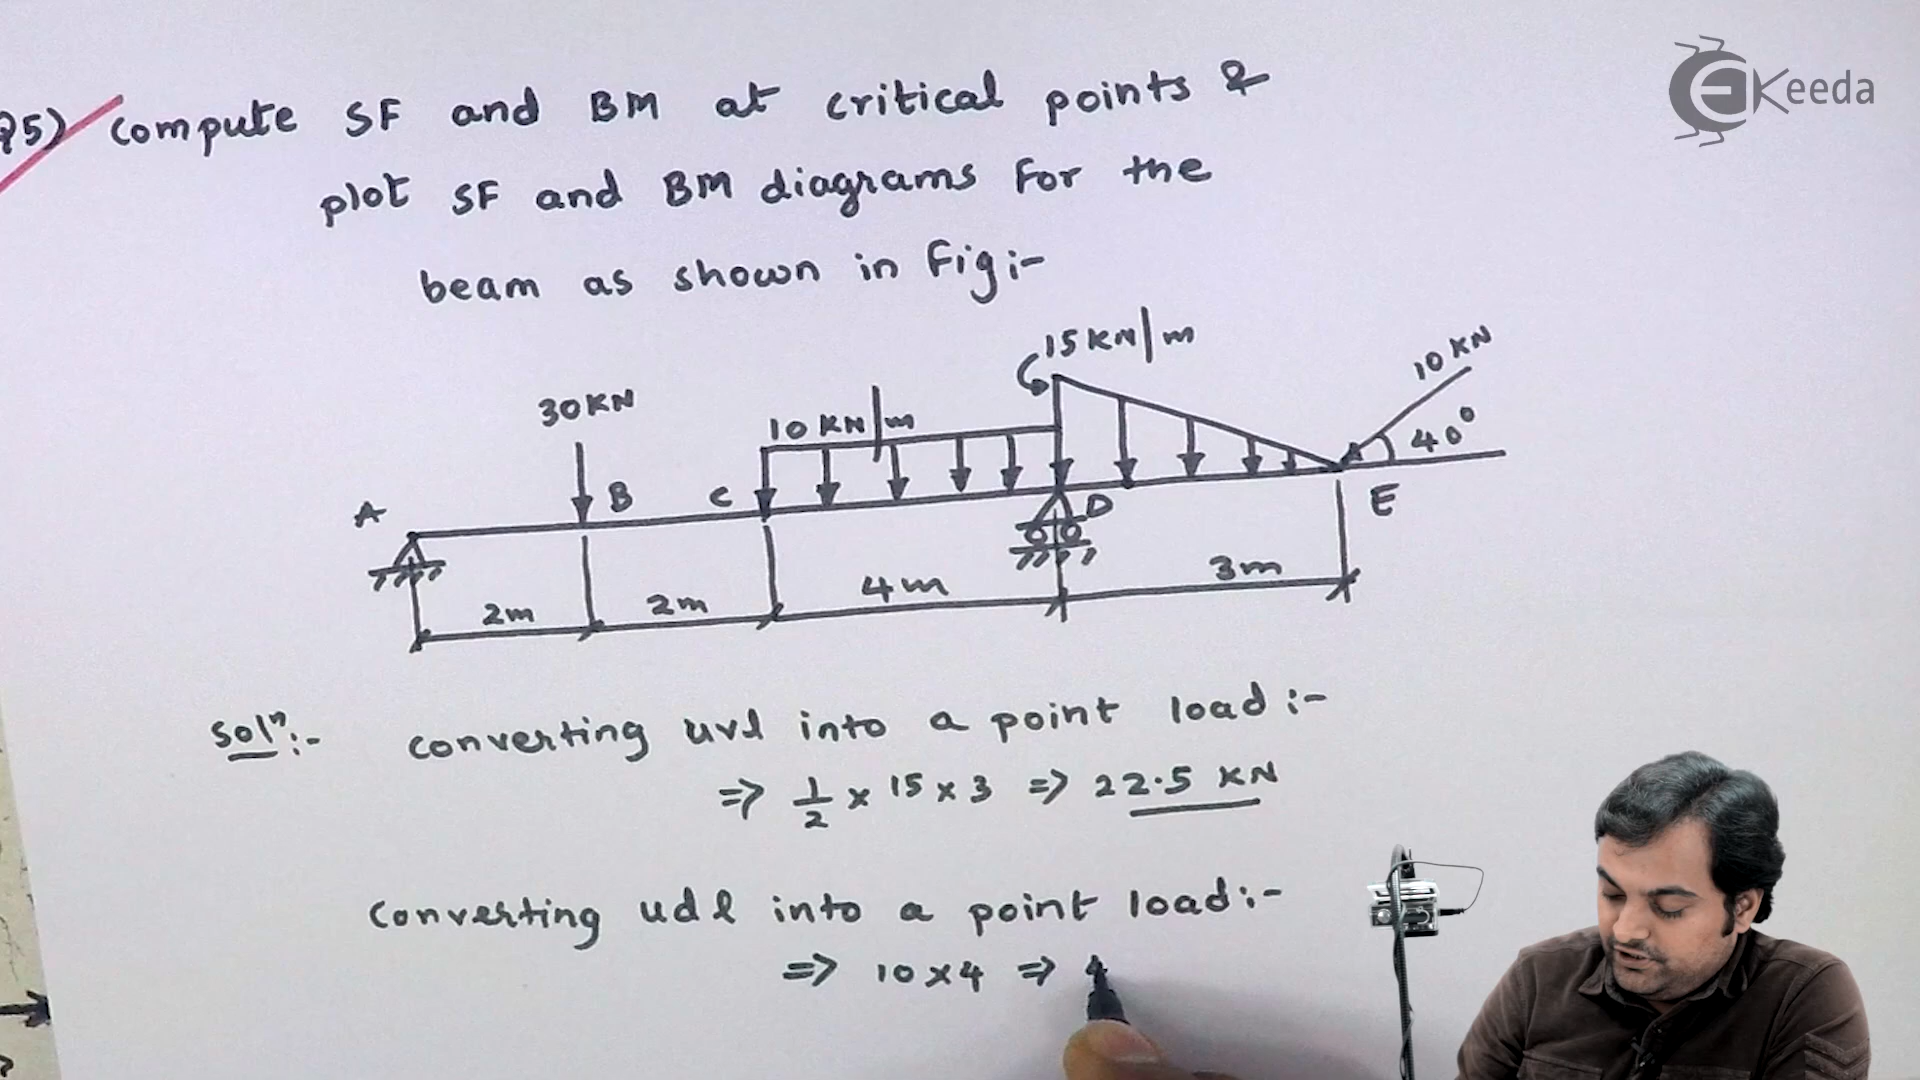 Q5) Compute SF and BM at critical points &
plot SF and BM diagrams for the
beam as shown in Fig:-
EKeeda
15 KN/m
10 KN
30 KN
10 KN/m
40°
A
B
C
D
E
2m
2m
4m
3m
Solⁿ:- Converting uvl into a point load:-
⇒ 1/2 × 15 × 3 ⇒ 22.5 KN
Converting udl into a point load:-
⇒ 10 × 4 ⇒ 4